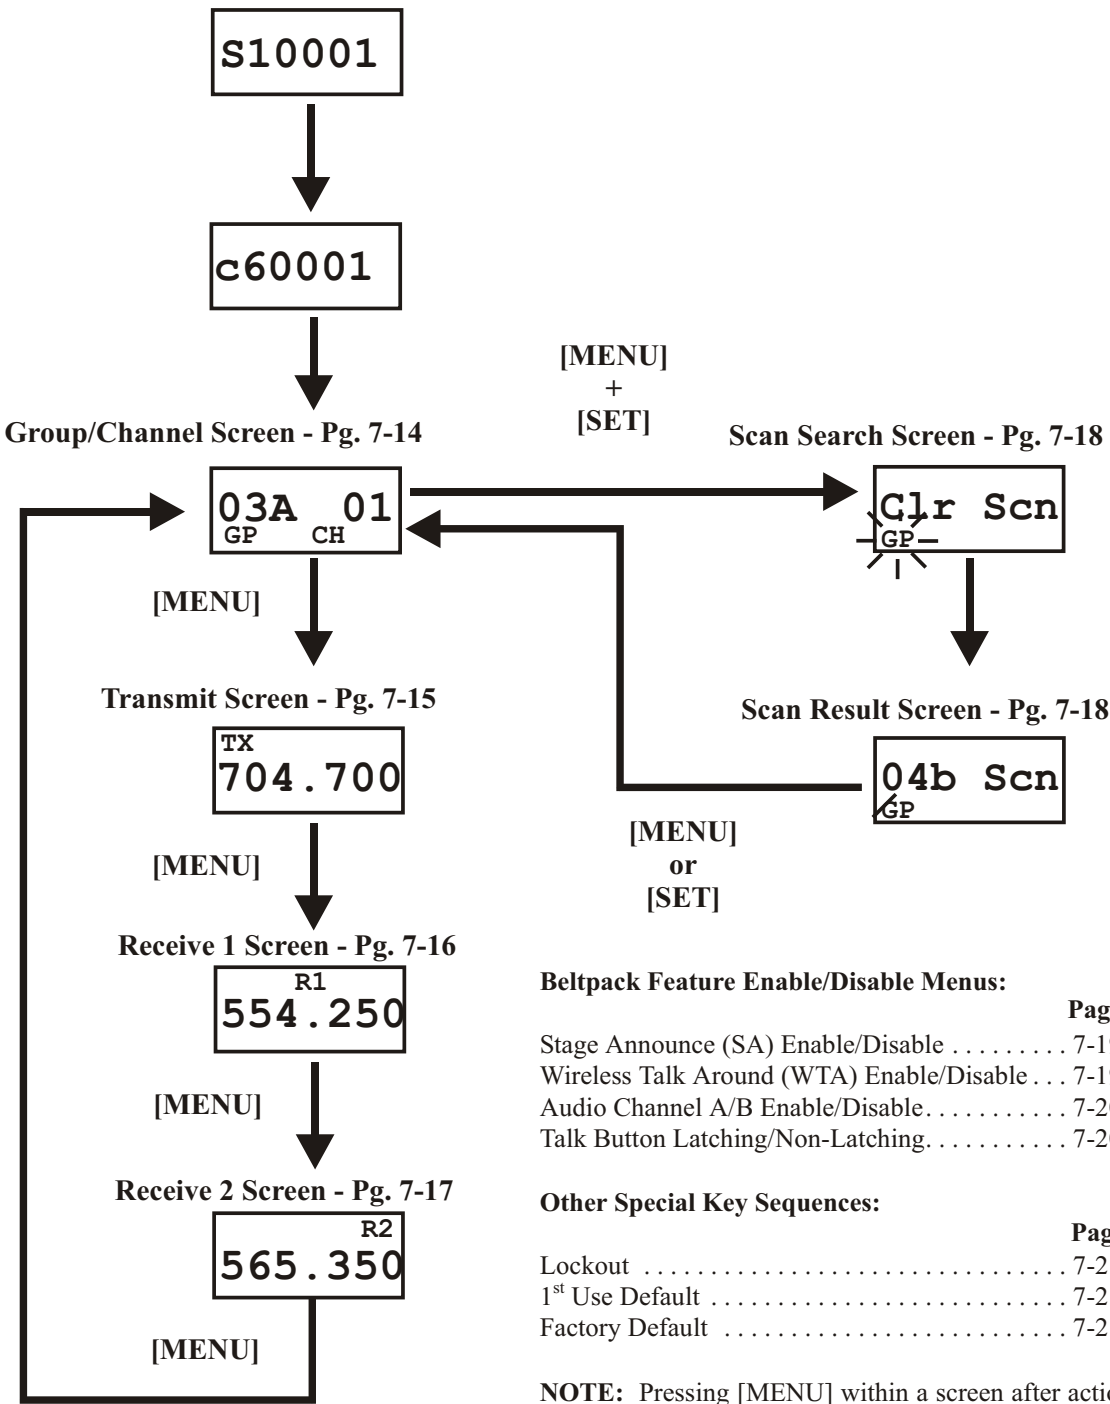 S10001
c60001
[MENU]
+
[SET]
Group/Channel Screen - Pg. 7-14
Scan Search Screen - Pg. 7-18
03A 01
GP CH
Clr Scn
GP
[MENU]
Transmit Screen - Pg. 7-15
Scan Result Screen - Pg. 7-18
TX
704.700
04b Scn
GP
[MENU]
or
[SET]
[MENU]
Receive 1 Screen - Pg. 7-16
R1
554.250
[MENU]
Receive 2 Screen - Pg. 7-17
R2
565.350
[MENU]
Beltpack Feature Enable/Disable Menus:
Stage Announce (SA) Enable/Disable . . . . . . . . .
Wireless Talk Around (WTA) Enable/Disable . . .
Audio Channel A/B Enable/Disable. . . . . . . . . . .
Talk Button Latching/Non-Latching. . . . . . . . . . .
Other Special Key Sequences:
Lockout . . . . . . . . . . . . . . . . . . . . . . . . . . . . . . . .
1st Use Default . . . . . . . . . . . . . . . . . . . . . . . . . . .
Factory Default . . . . . . . . . . . . . . . . . . . . . . . . . .
NOTE: Pressing [MENU] within a screen after